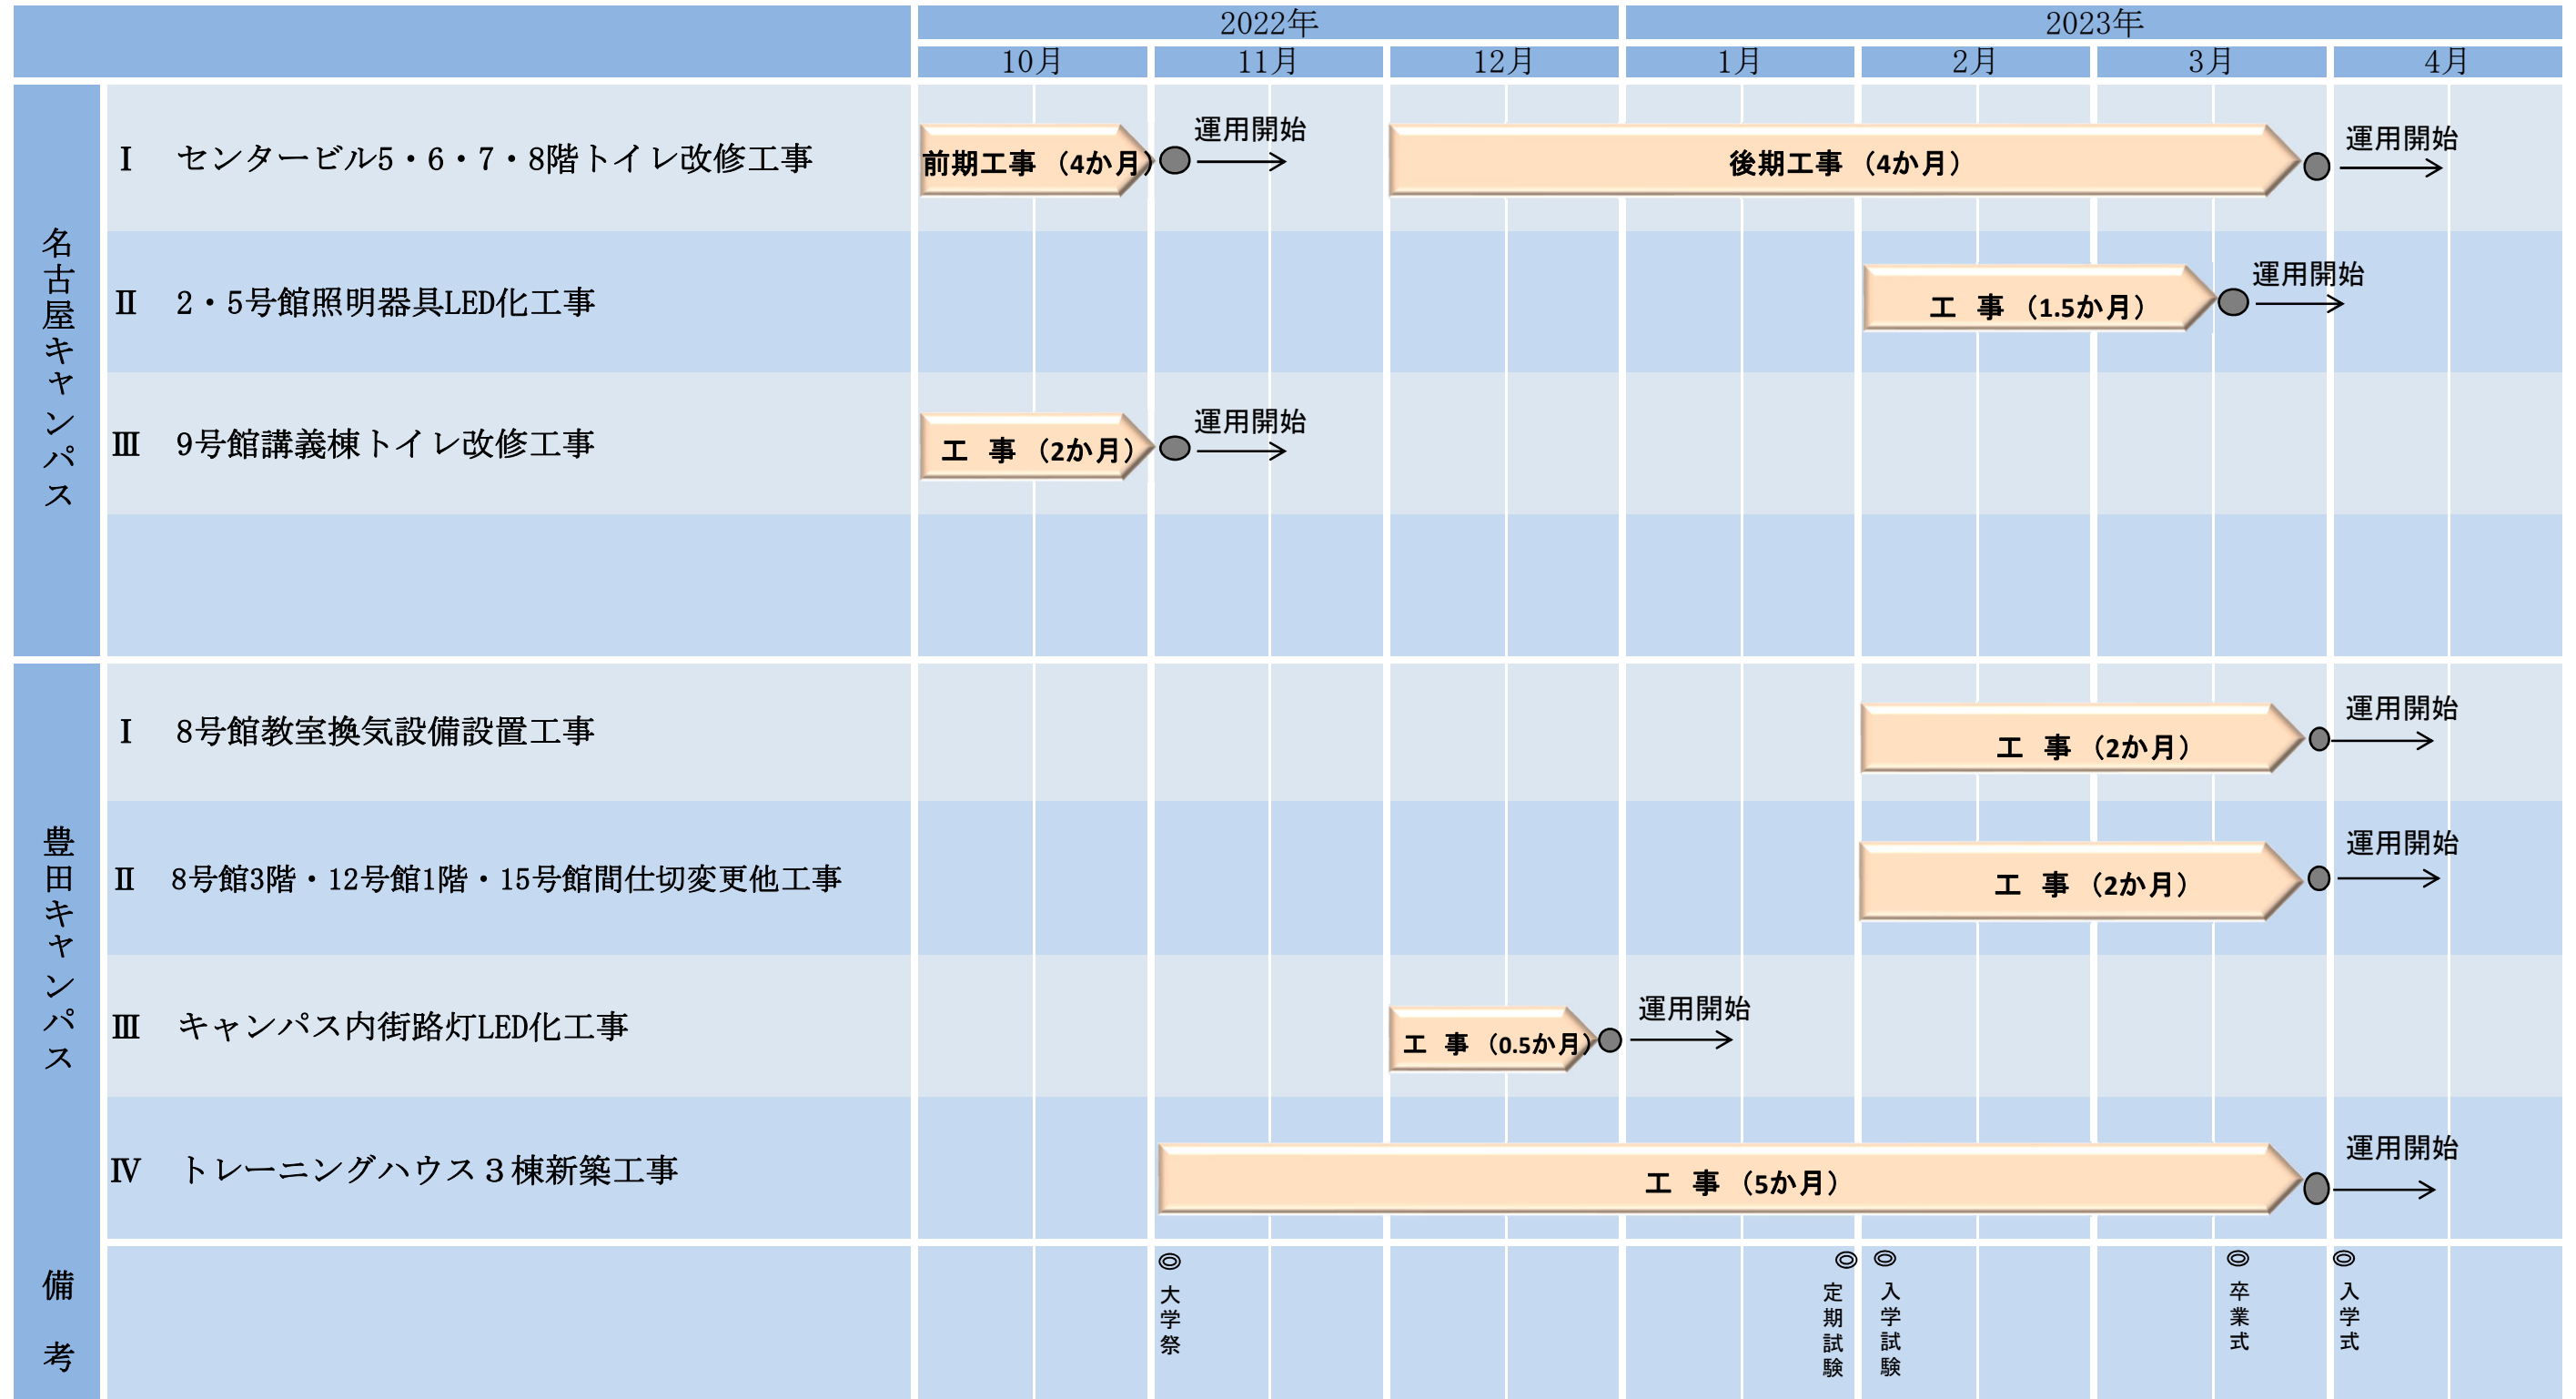 2022年
2023年
10月
11月
12月
1月
2月
3月
4月
名古屋キャンパス
Ⅰ センタービル5・6・7・8階トイレ改修工事
前期工事（4か月）
運用開始
後期工事（4か月）
運用開始
Ⅱ 2・5号館照明器具LED化工事
工 事（1.5か月）
運用開始
Ⅲ 9号館講義棟トイレ改修工事
工 事（2か月）
運用開始
豊田キャンパス
Ⅰ 8号館教室換気設備設置工事
工 事（2か月）
運用開始
Ⅱ 8号館3階・12号館1階・15号館間仕切変更他工事
工 事（2か月）
運用開始
Ⅲ キャンパス内街路灯LED化工事
工 事（0.5か月）
運用開始
Ⅳ トレーニングハウス３棟新築工事
工 事（5か月）
運用開始
備考
◎大学祭
◎定期試験
◎入学試験
◎卒業式
◎入学式